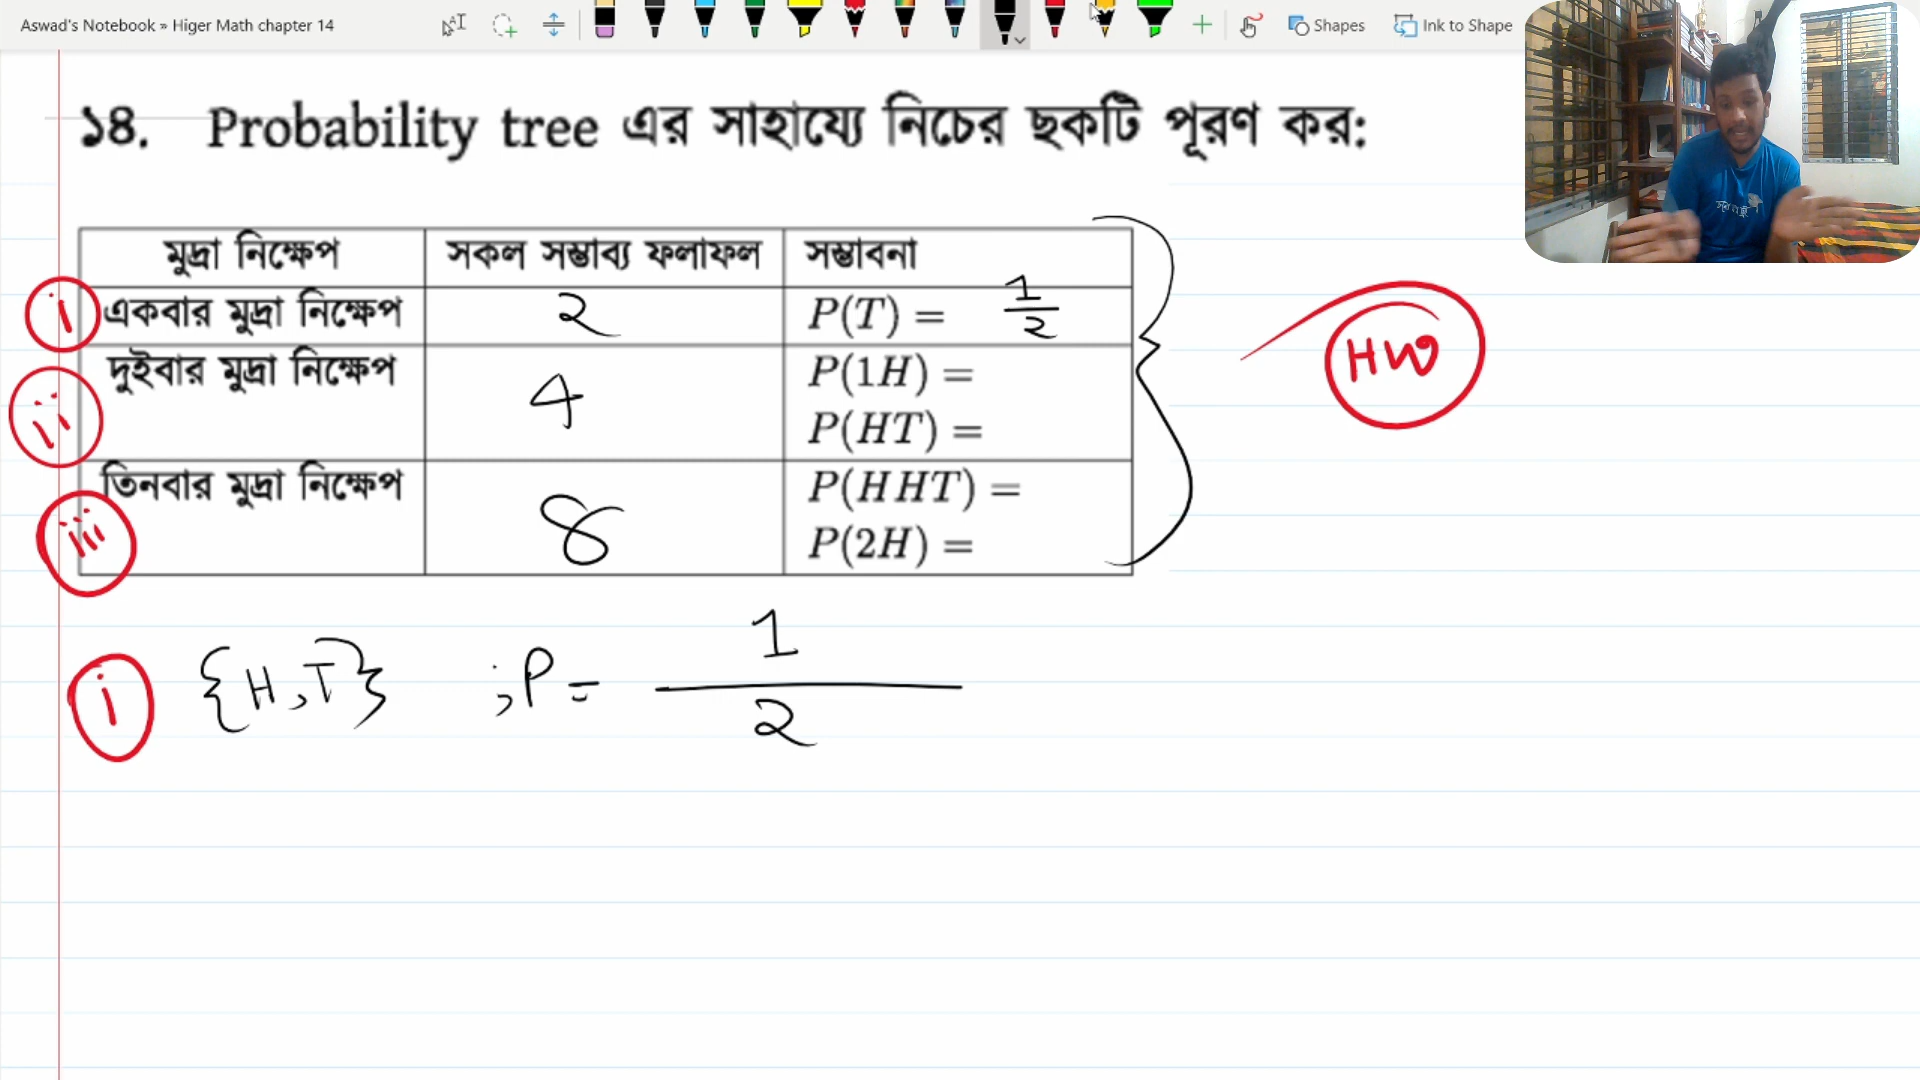 Aswad's Notebook » Higer Math chapter 14
Shapes
Ink to Shape
১৪. Probability tree এর সাহায্যে নিচের ছকটি পূরণ কর:
মুদ্রা নিক্ষেপ সকল সম্ভাব্য ফলাফল সম্ভাবনা
i একবার মুদ্রা নিক্ষেপ 2 P(T) = 1/2
ii দুইবার মুদ্রা নিক্ষেপ 4 P(1H) =
P(HT) =
iii তিনবার মুদ্রা নিক্ষেপ 8 P(HHT) =
P(2H) =
HW
i {H,T} ;P= 1/2